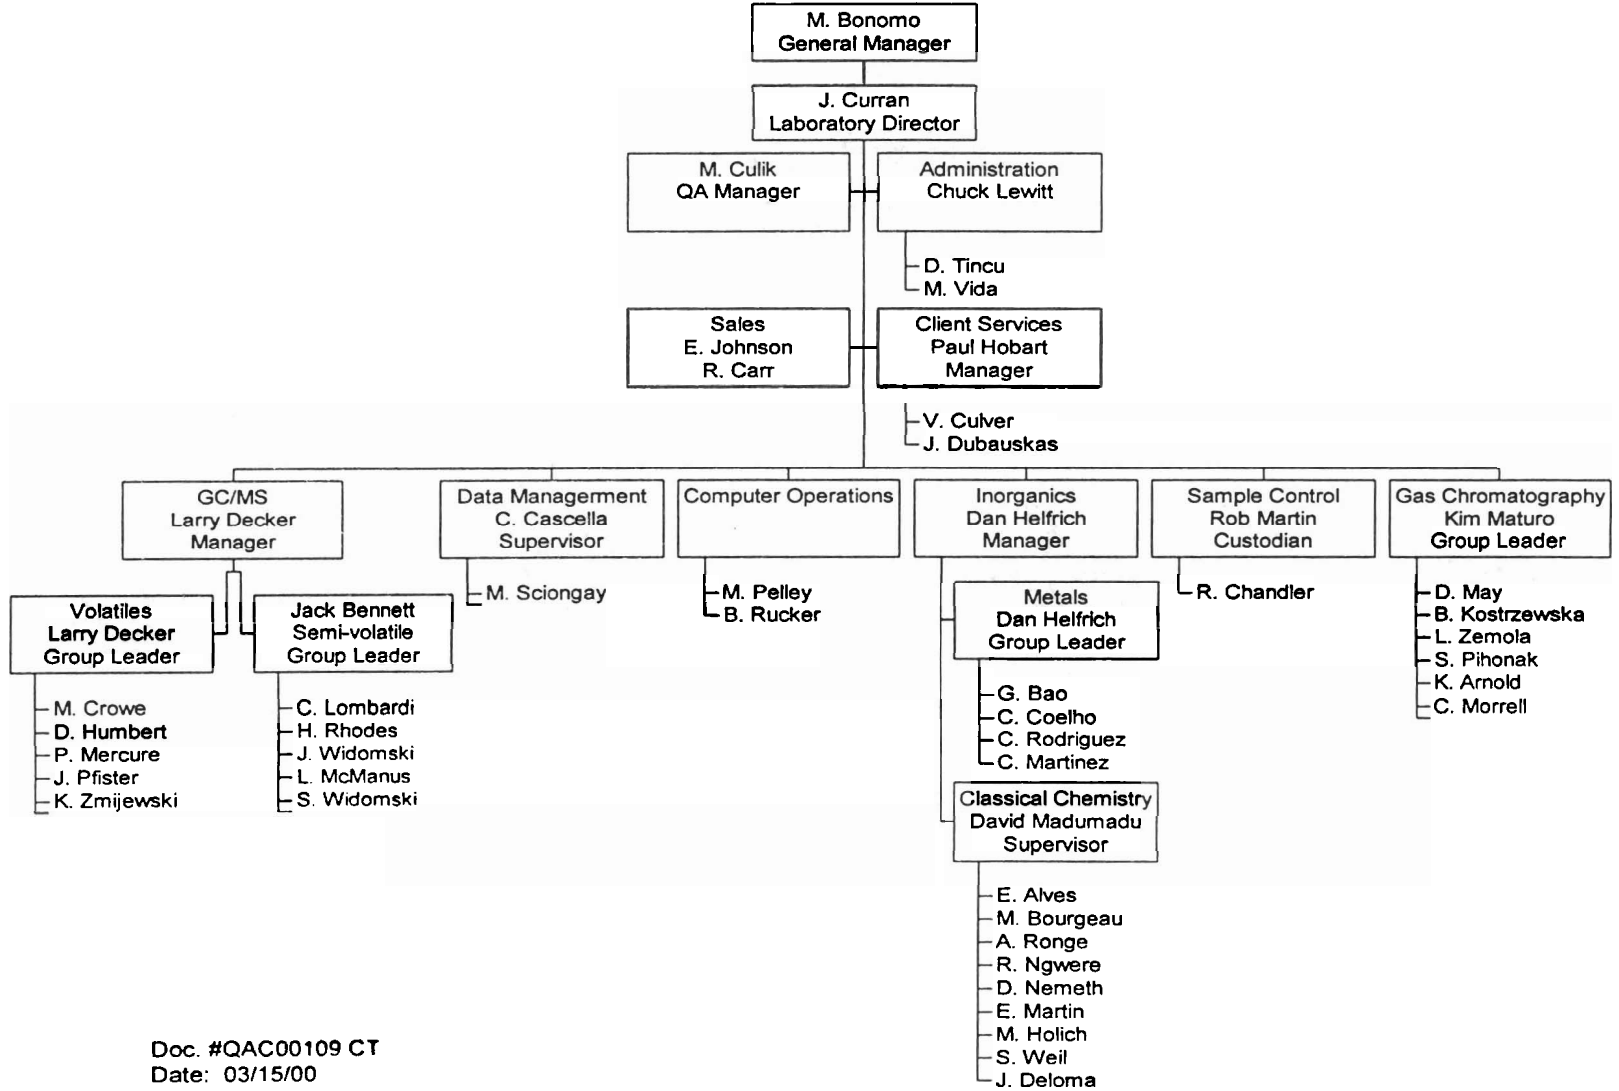 M. Bonomo
General Manager
J. Curran
Laboratory Director
M. Culik
QA Manager
Administration
Chuck Lewitt
D. Tincu
M. Vida
Sales
E. Johnson
R. Carr
Client Services
Paul Hobart
Manager
V. Culver
J. Dubauskas
GC/MS
Larry Decker
Manager
Volatiles
Larry Decker
Group Leader
M. Crowe
D. Humbert
P. Mercure
J. Pfister
K. Zmijewski
Jack Bennett
Semi-volatile
Group Leader
C. Lombardi
H. Rhodes
J. Widomski
L. McManus
S. Widomski
Data Managerment
C. Cascella
Supervisor
M. Sciongay
Computer Operations
M. Pelley
B. Rucker
Inorganics
Dan Helfrich
Manager
Metals
Dan Helfrich
Group Leader
G. Bao
C. Coelho
C. Rodriguez
C. Martinez
Classical Chemistry
David Madumadu
Supervisor
E. Alves
M. Bourgeau
A. Ronge
R. Ngwere
D. Nemeth
E. Martin
M. Holich
S. Weil
J. Deloma
Sample Control
Rob Martin
Custodian
R. Chandler
Gas Chromatography
Kim Maturo
Group Leader
D. May
B. Kostrzewska
L. Zemola
S. Pihonak
K. Arnold
C. Morrell
Doc. #QAC00109 CT
Date: 03/15/00